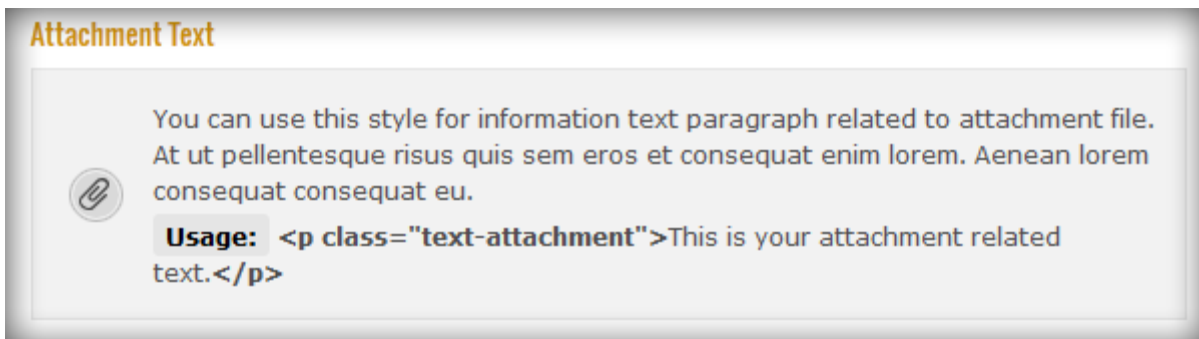 Attachment Text
You can use this style for information text paragraph related to attachment file.
At ut pellentesque risus quis sem eros et consequat enim lorem. Aenean lorem
consequat consequat eu.
Usage: <p class="text-attachment">This is your attachment related
text.</p>